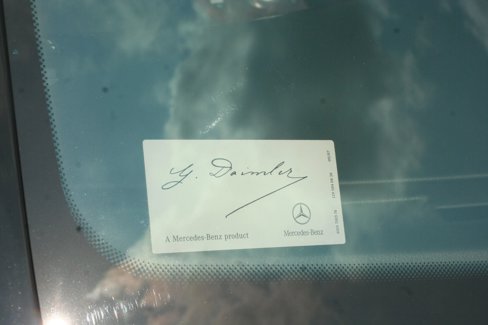 G. Daimler
A Mercedes-Benz product
Mercedes-Benz